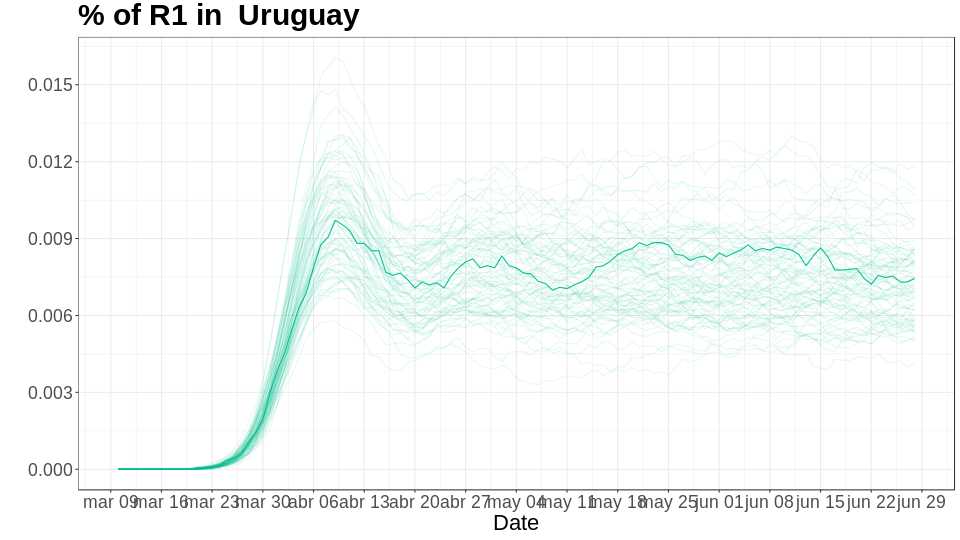 % of R1 in  Uruguay
0.015
0.012
0.009
0.006
0.003
0.000
mar 09 mar 16 mar 23 mar 30 abr 06 abr 13 abr 20 abr 27 may 04 may 11 may 18 may 25 jun 01 jun 08 jun 15 jun 22 jun 29
Date